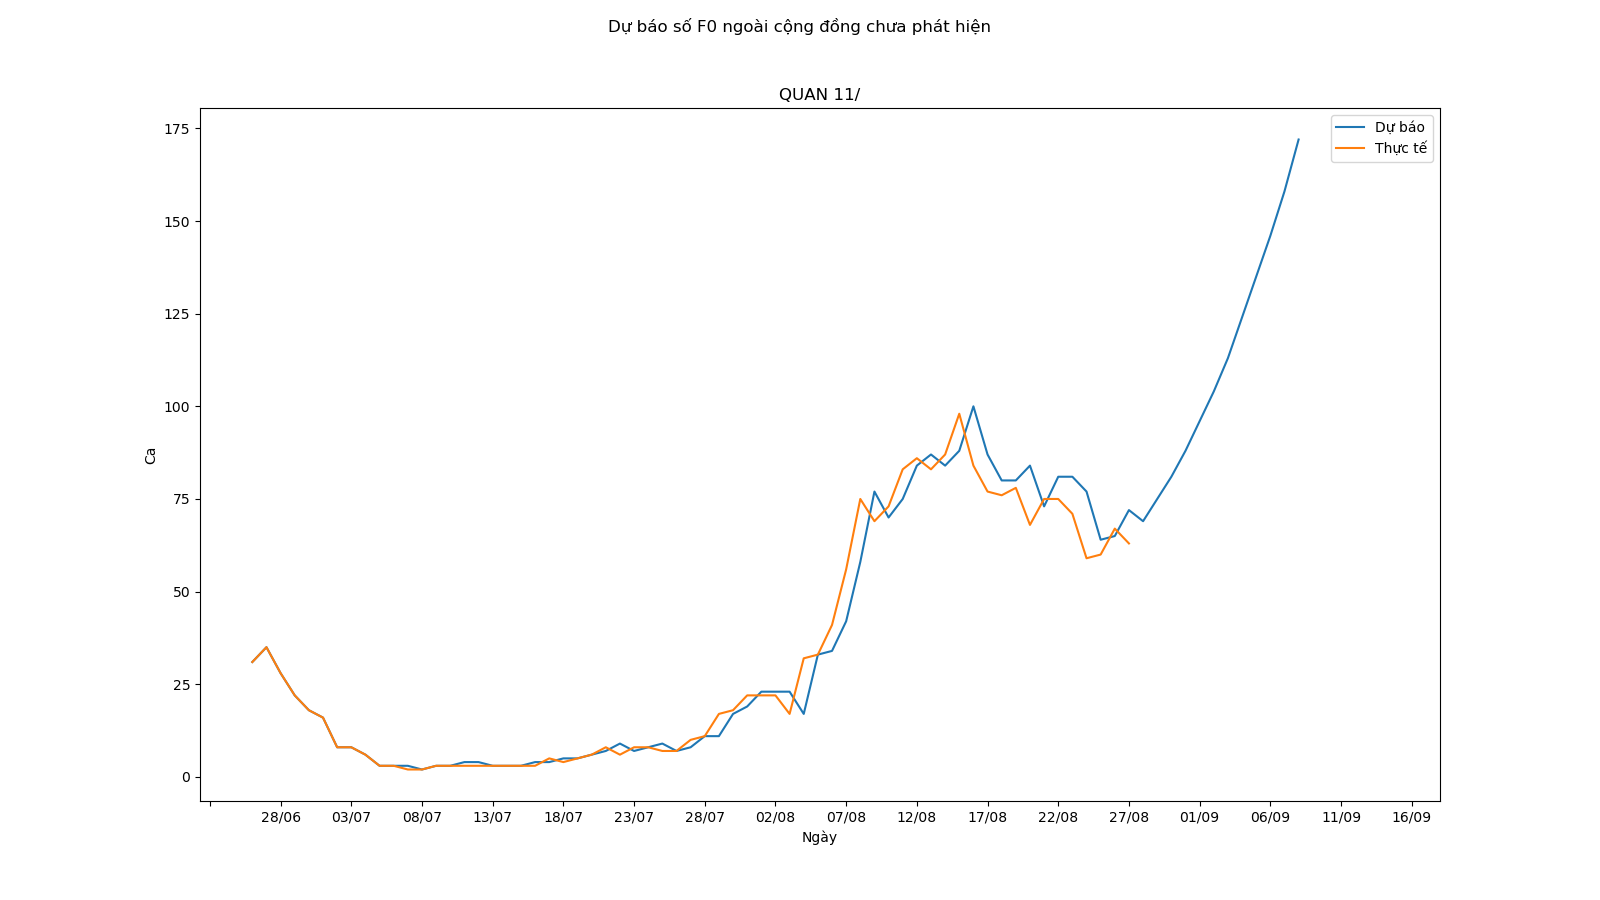 Dự báo số F0 ngoài cộng đồng chưa phát hiện
QUAN 11/
Dự báo
Thực tế
175
150
125
100
75
50
25
0
Ca
28/06 03/07 08/07 13/07 18/07 23/07 28/07 02/08 07/08 12/08 17/08 22/08 27/08 01/09 06/09 11/09 16/09
Ngày